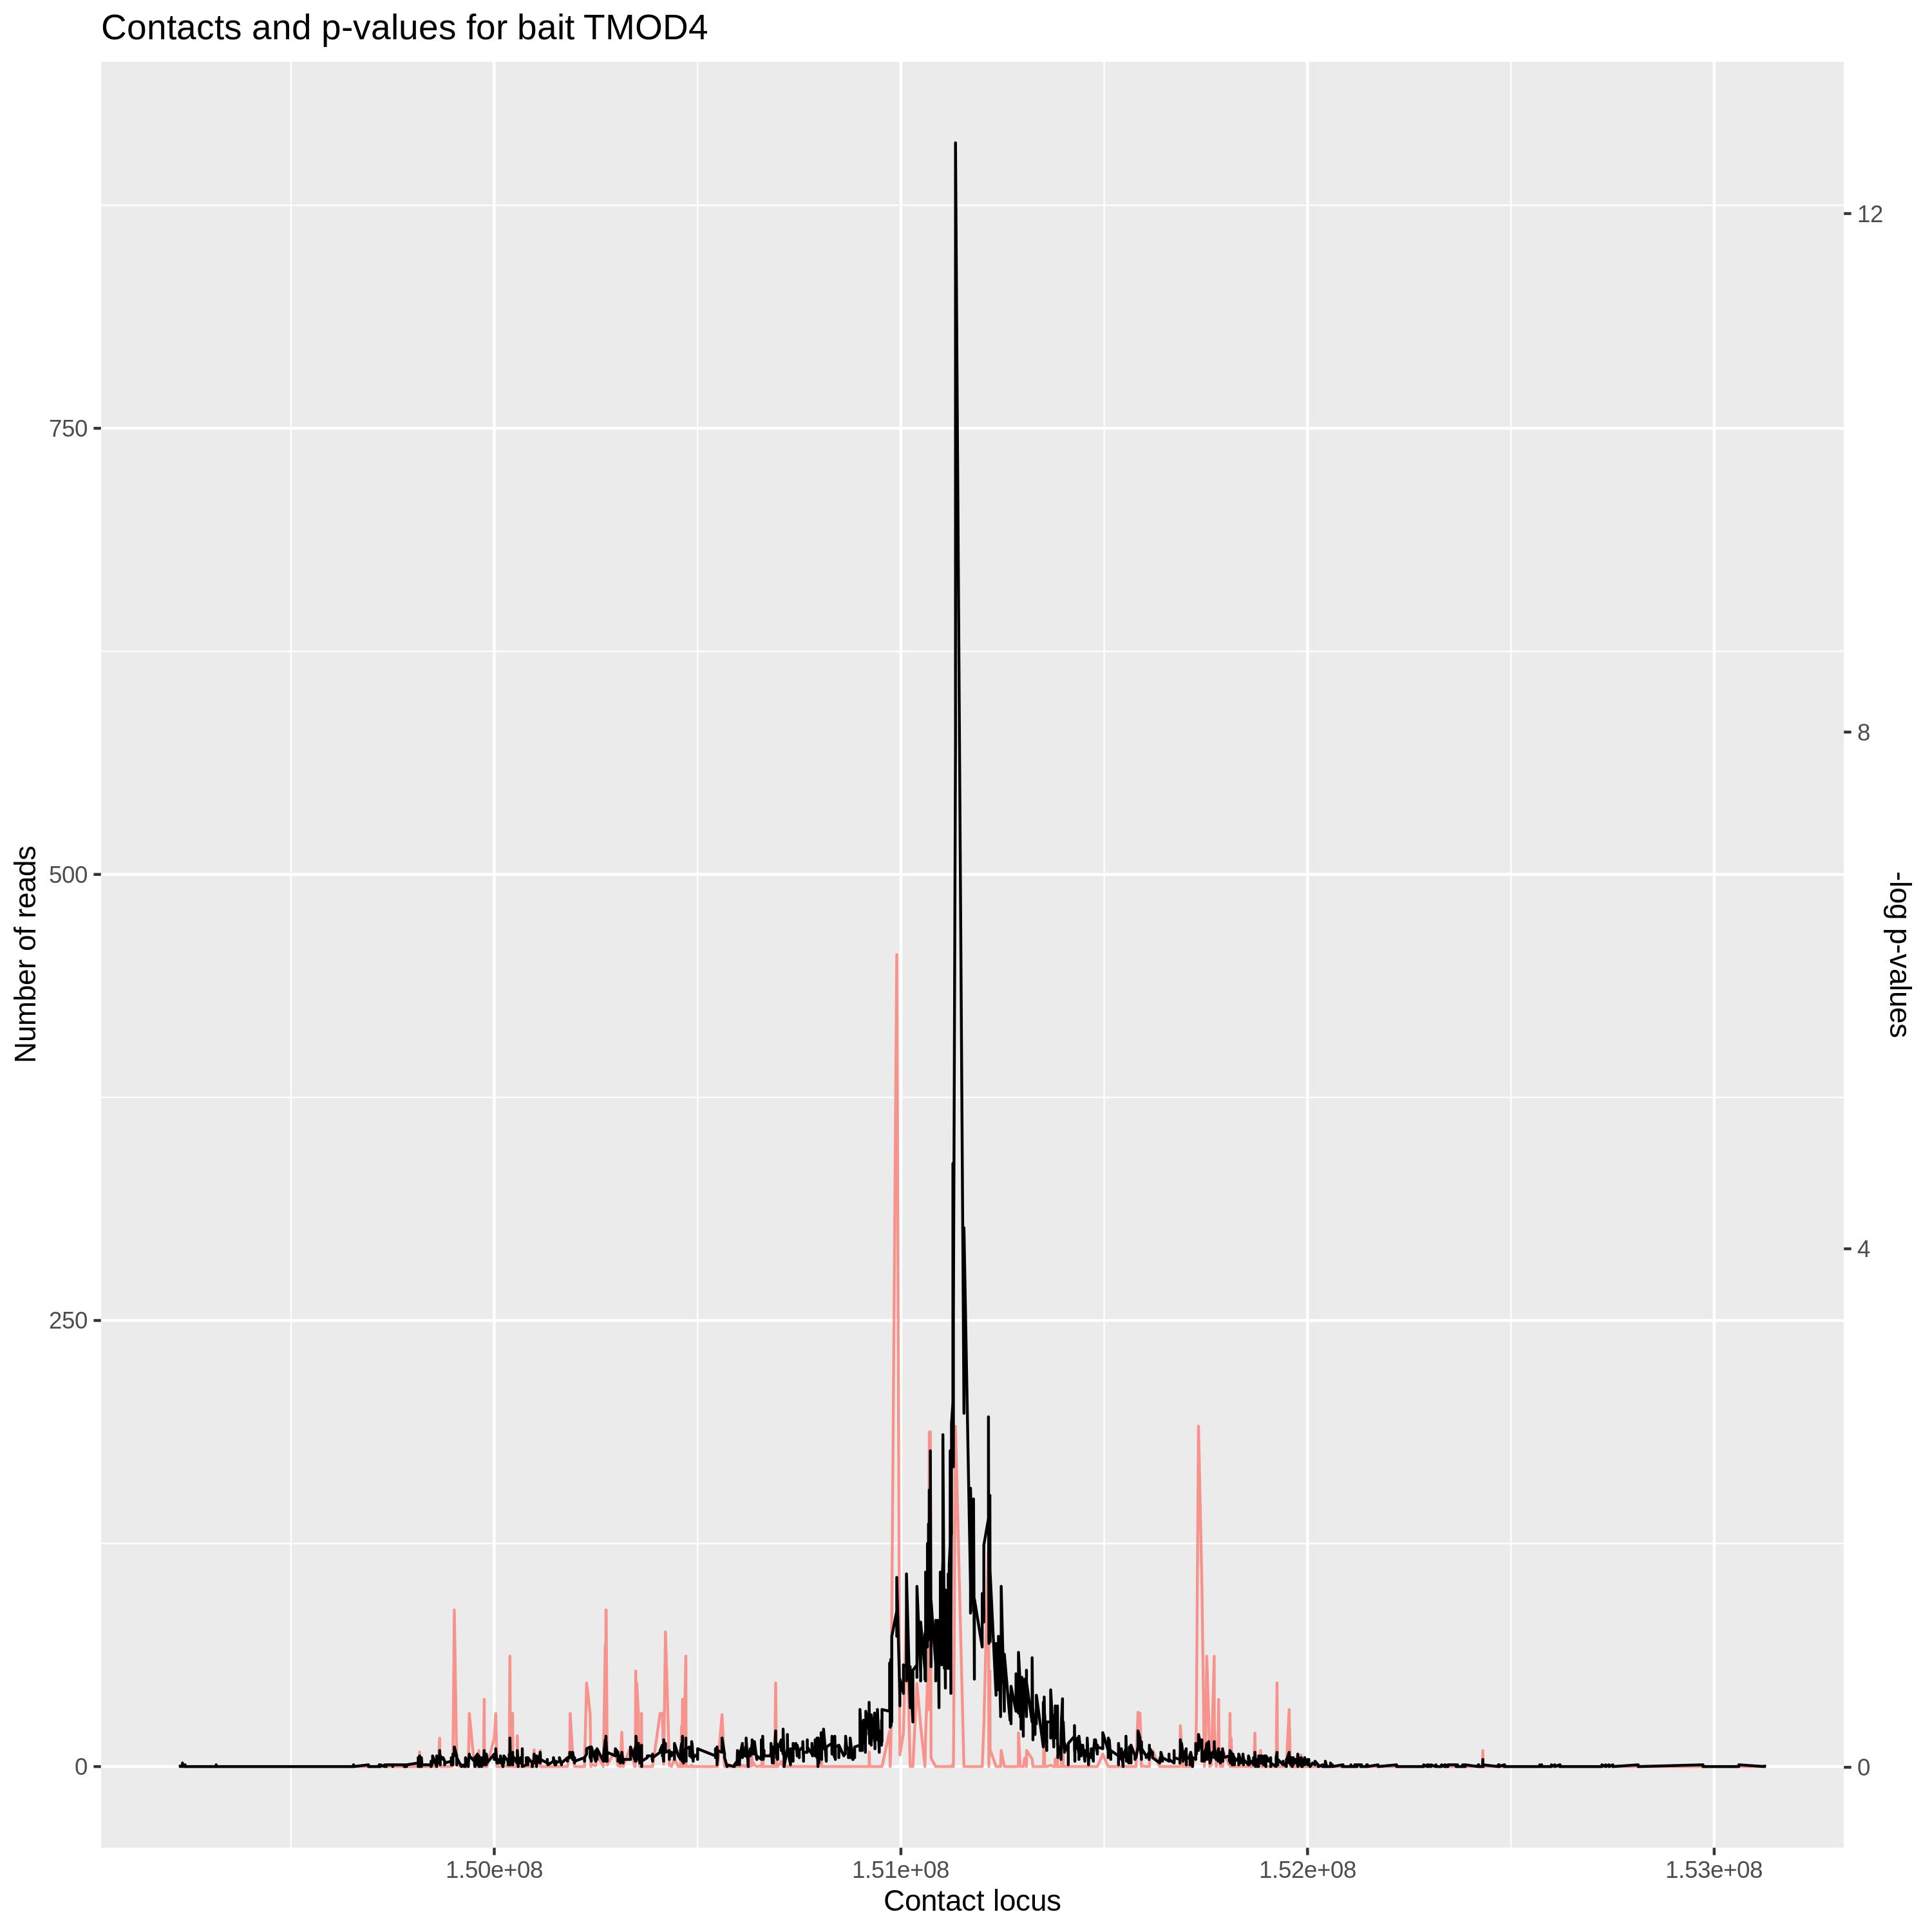 Contacts and p-values for bait TMOD4
Number of reads
750
500
250
0
12
8
4
0
-log p-values
1.50e+08
1.51e+08
1.52e+08
1.53e+08
Contact locus